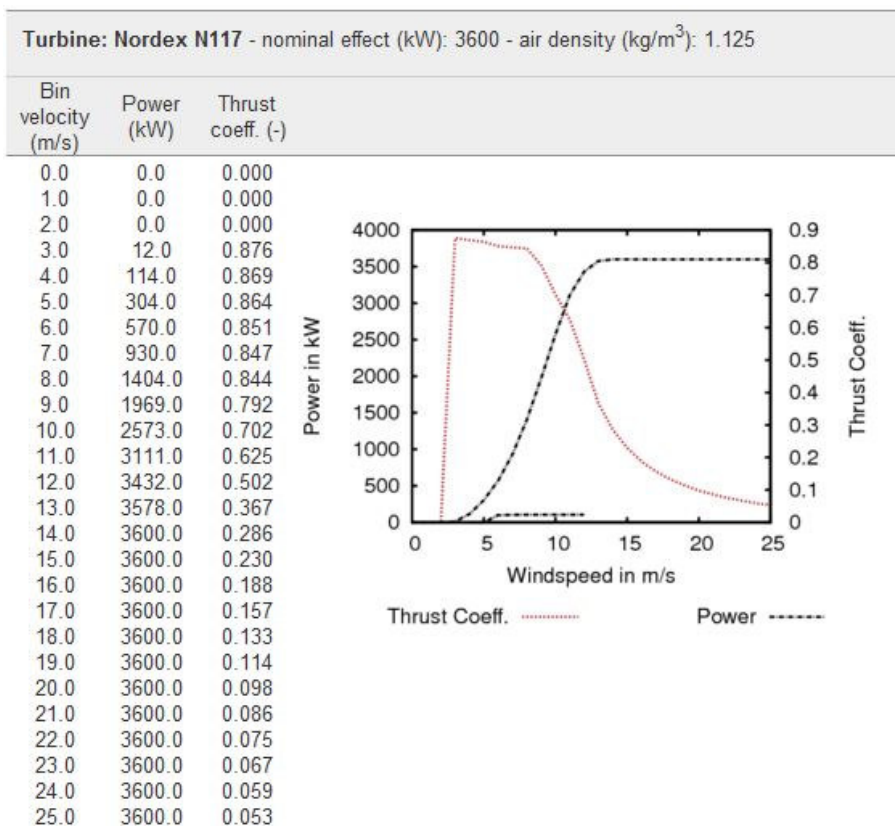 Turbine: Nordex N117 - nominal effect (kW): 3600 - air density (kg/m³): 1.125
Bin velocity (m/s) Power (kW) Thrust coeff. (-)
0.0 0.0 0.000
1.0 0.0 0.000
2.0 0.0 0.000
3.0 12.0 0.876
4.0 114.0 0.869
5.0 304.0 0.864
6.0 570.0 0.851
7.0 930.0 0.847
8.0 1404.0 0.844
9.0 1969.0 0.792
10.0 2573.0 0.702
11.0 3111.0 0.625
12.0 3432.0 0.502
13.0 3578.0 0.367
14.0 3600.0 0.286
15.0 3600.0 0.230
16.0 3600.0 0.188
17.0 3600.0 0.157
18.0 3600.0 0.133
19.0 3600.0 0.114
20.0 3600.0 0.098
21.0 3600.0 0.086
22.0 3600.0 0.075
23.0 3600.0 0.067
24.0 3600.0 0.059
25.0 3600.0 0.053
Power in kW
4000
3500
3000
2500
2000
1500
1000
500
0
0 5 10 15 20 25
Windspeed in m/s
0.9
0.8
0.7
0.6
0.5
0.4
0.3
0.2
0.1
0
Thrust Coeff.
Thrust Coeff. Power